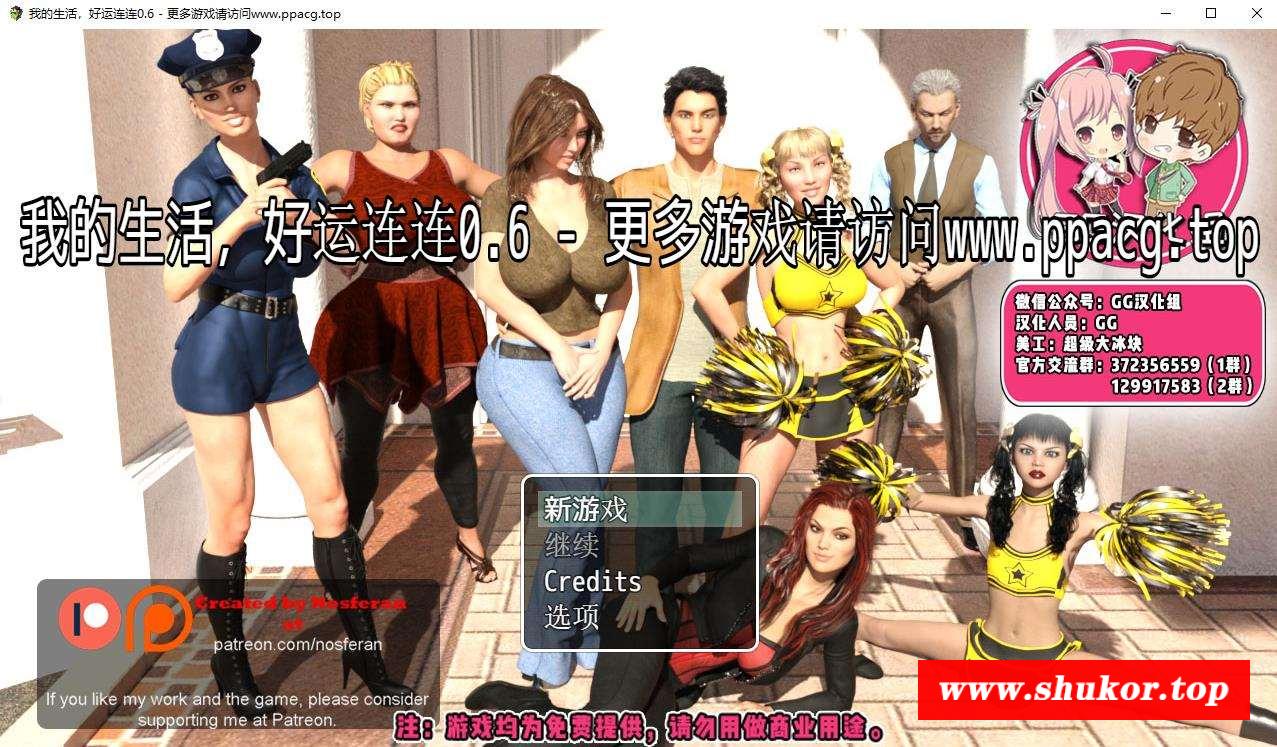 我的生活，好运连连0.6 - 更多游戏请访问www.ppacg.top
我的生活，好运连连0.6 - 更多游戏请访问www.ppacg.top
微信公众号：GG汉化组
汉化人员：GG
美工：超级大冰块
官方交流群：372356559（1群）
129917583（2群）
新游戏
继续
Credits
选项
Created by Nosferan
at
patreon.com/nosferan
If you like my work and the game, please consider
supporting me at Patreon.
www.shukor.top
注：游戏均为免费提供，请勿用做商业用途。